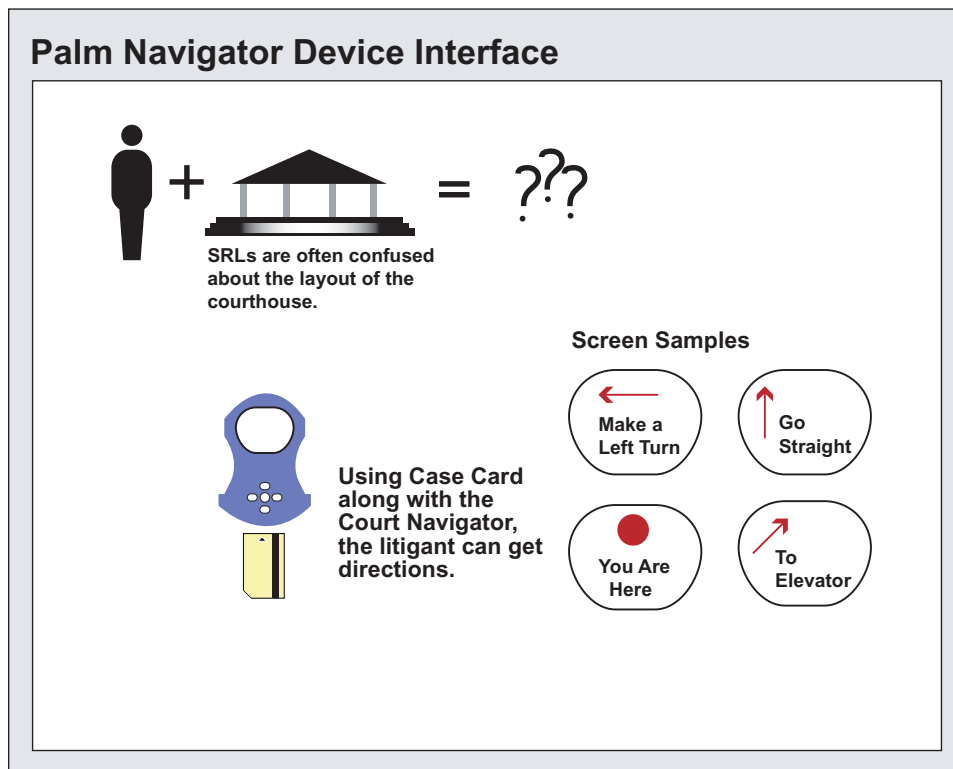 Palm Navigator Device Interface
+
=
???
SRLs are often confused
about the layout of the
courthouse.
Screen Samples
Make a
Left Turn
Go
Straight
Using Case Card
along with the
Court Navigator,
the litigant can get
directions.
You Are
Here
To
Elevator